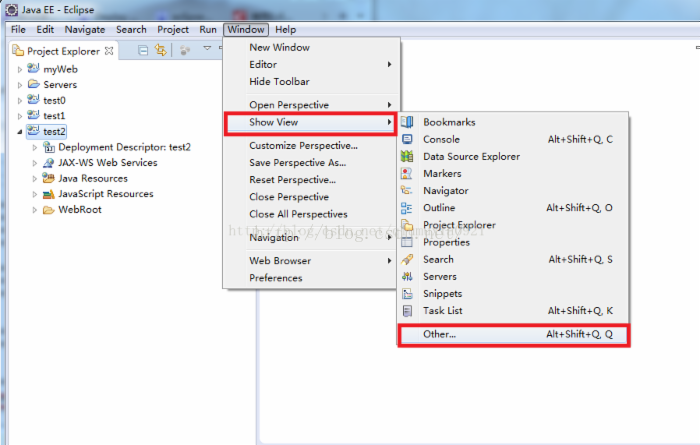 Java EE - Eclipse
File Edit Navigate Search Project Run Window Help
Project Explorer
myWeb
Servers
test0
test1
test2
Deployment Descriptor: test2
JAX-WS Web Services
Java Resources
JavaScript Resources
WebRoot
New Window
Editor
Hide Toolbar
Open Perspective
Show View
Customize Perspective...
Save Perspective As...
Reset Perspective...
Close Perspective
Close All Perspectives
Navigation
Web Browser
Preferences
Bookmarks
Console Alt+Shift+Q, C
Data Source Explorer
Markers
Navigator
Outline Alt+Shift+Q, O
Project Explorer
Properties
Search Alt+Shift+Q, S
Servers
Snippets
Task List Alt+Shift+Q, K
Other... Alt+Shift+Q, Q